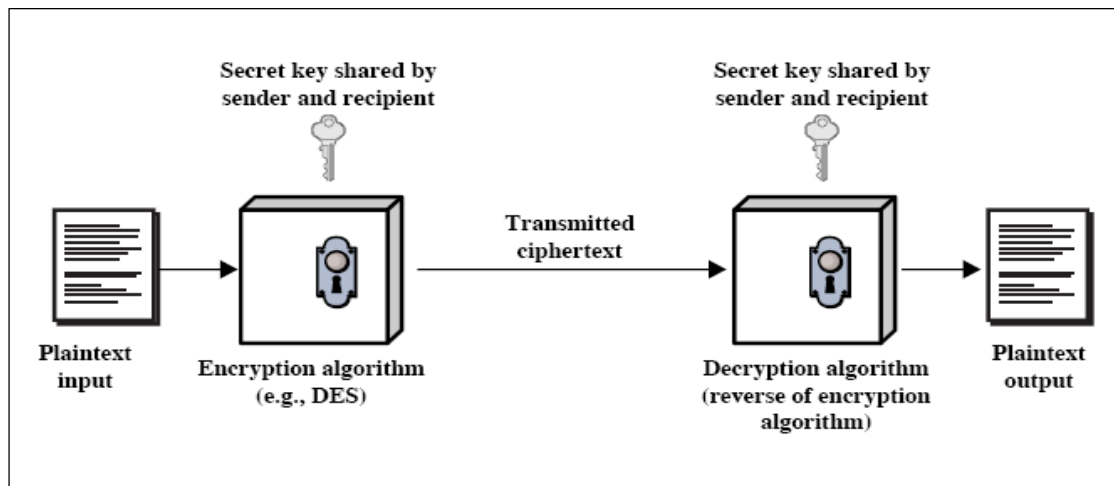 Secret key shared by
sender and recipient
Secret key shared by
sender and recipient
Transmitted
ciphertext
Plaintext
input
Encryption algorithm
(e.g., DES)
Decryption algorithm
(reverse of encryption
algorithm)
Plaintext
output